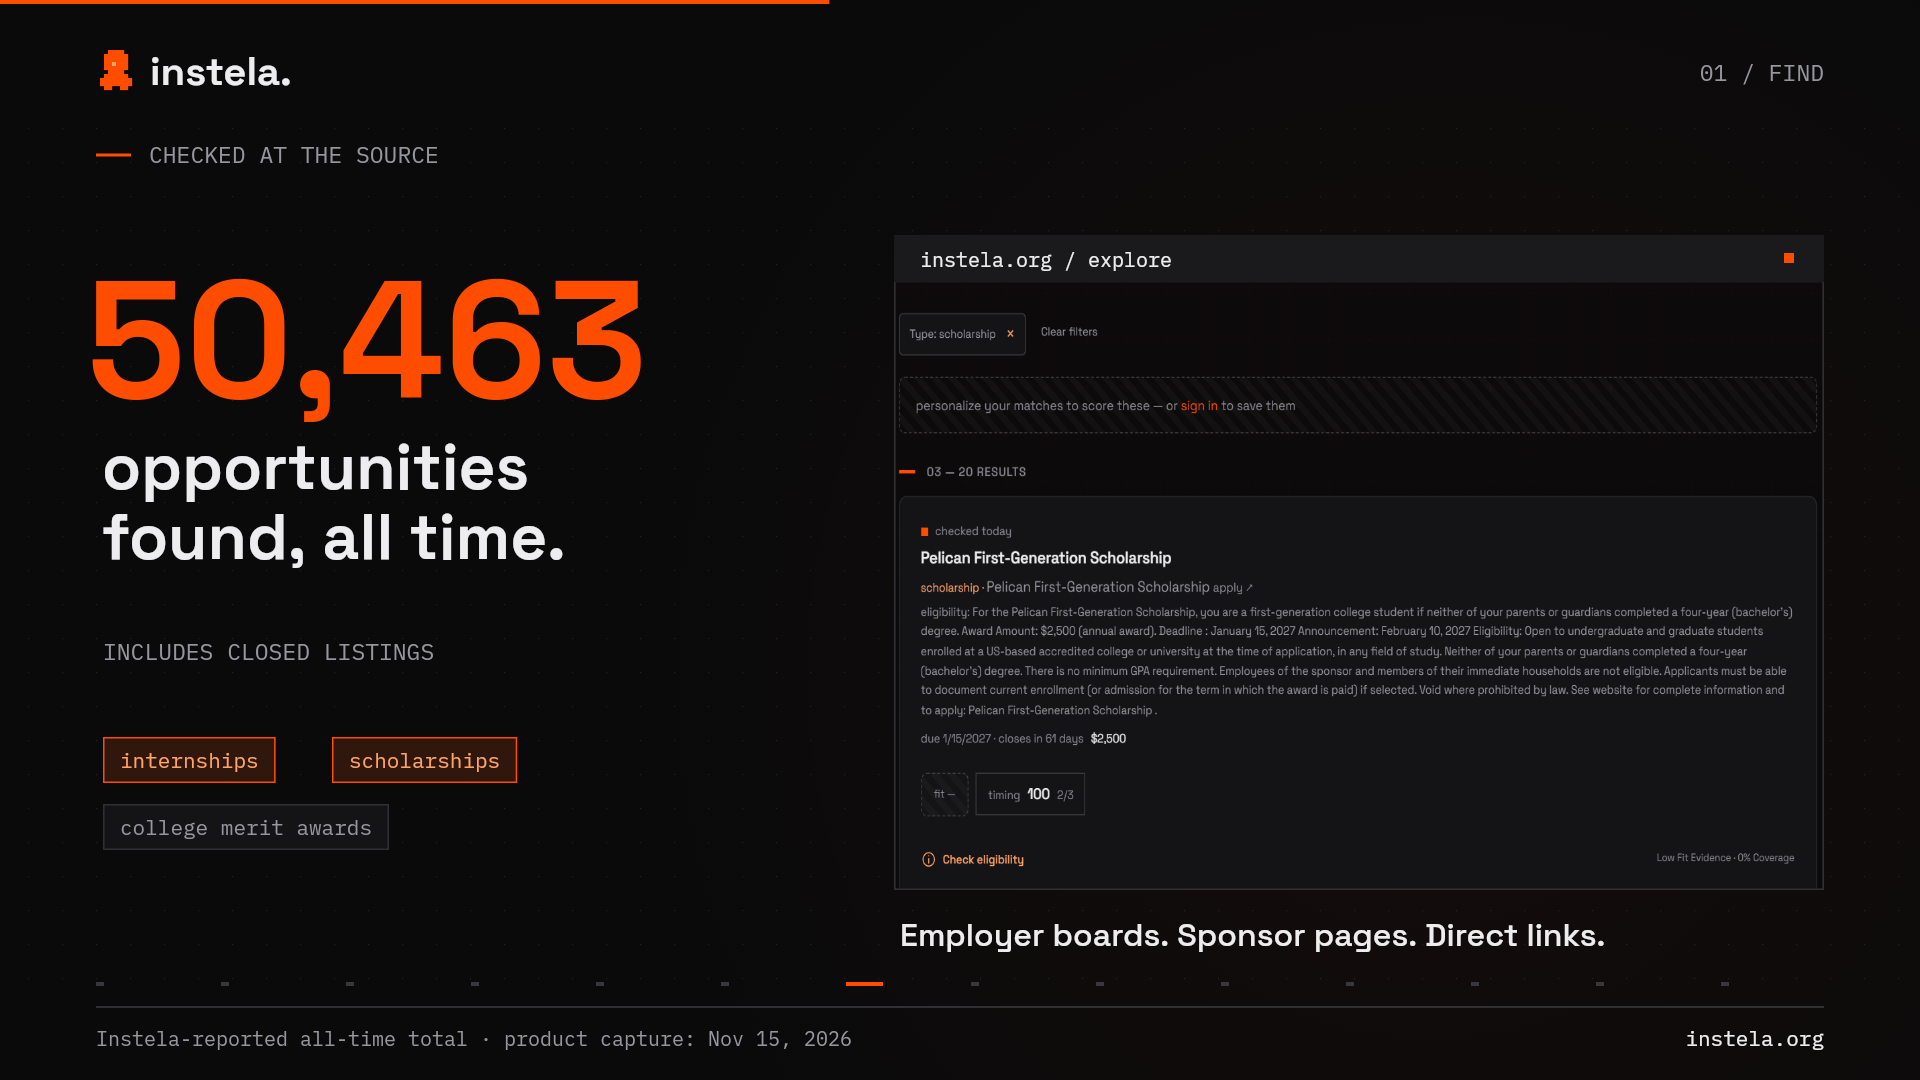 instela.
01 / FIND
CHECKED AT THE SOURCE
50,463
opportunities
found, all time.
INCLUDES CLOSED LISTINGS
internships
scholarships
college merit awards
instela.org / explore
Type: scholarship ×
Clear filters
personalize your matches to score these — or sign in to save them
03 — 20 RESULTS
checked today
Pelican First-Generation Scholarship
scholarship · Pelican First-Generation Scholarship apply ↗
eligibility: For the Pelican First-Generation Scholarship, you are a first-generation college student if neither of your parents or guardians completed a four-year (bachelor's)
degree. Award Amount: $2,500 (annual award). Deadline : January 15, 2027 Announcement: February 10, 2027 Eligibility: Open to undergraduate and graduate students
enrolled at a US-based accredited college or university at the time of application, in any field of study. Neither of your parents or guardians completed a four-year
(bachelor's) degree. There is no minimum GPA requirement. Employees of the sponsor and members of their immediate households are not eligible. Applicants must be able
to document current enrollment (or admission for the term in which the award is paid) if selected. Void where prohibited by law. See website for complete information and
to apply: Pelican First-Generation Scholarship .
due 1/15/2027 · closes in 61 days $2,500
fit —
timing 100 2/3
Check eligibility
Low Fit Evidence · 0% Coverage
Employer boards. Sponsor pages. Direct links.
Instela-reported all-time total · product capture: Nov 15, 2026
instela.org